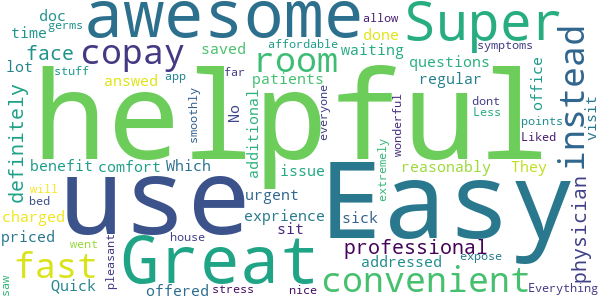 doc
germs
time
awesome
Super
allow
symptoms
face
copay
saved
room
affordable
waiting
done
instead
lot
stuff
answered
app
far
patients
questions
regular
office
visit
definitely
helpful
smoothly
No
additional
everyone
wonderful
dont
Less
points
Liked
benefit
comfort
Which
issue
extremely
reasonably
They
will
bed
use
urgent
Easy
exprience
sick
physician
charged
priced
went
pleasant
Great
house
sit
professional
addressed
expose
fast
convenient
saw
Quick
offered
stress
nice
Everything